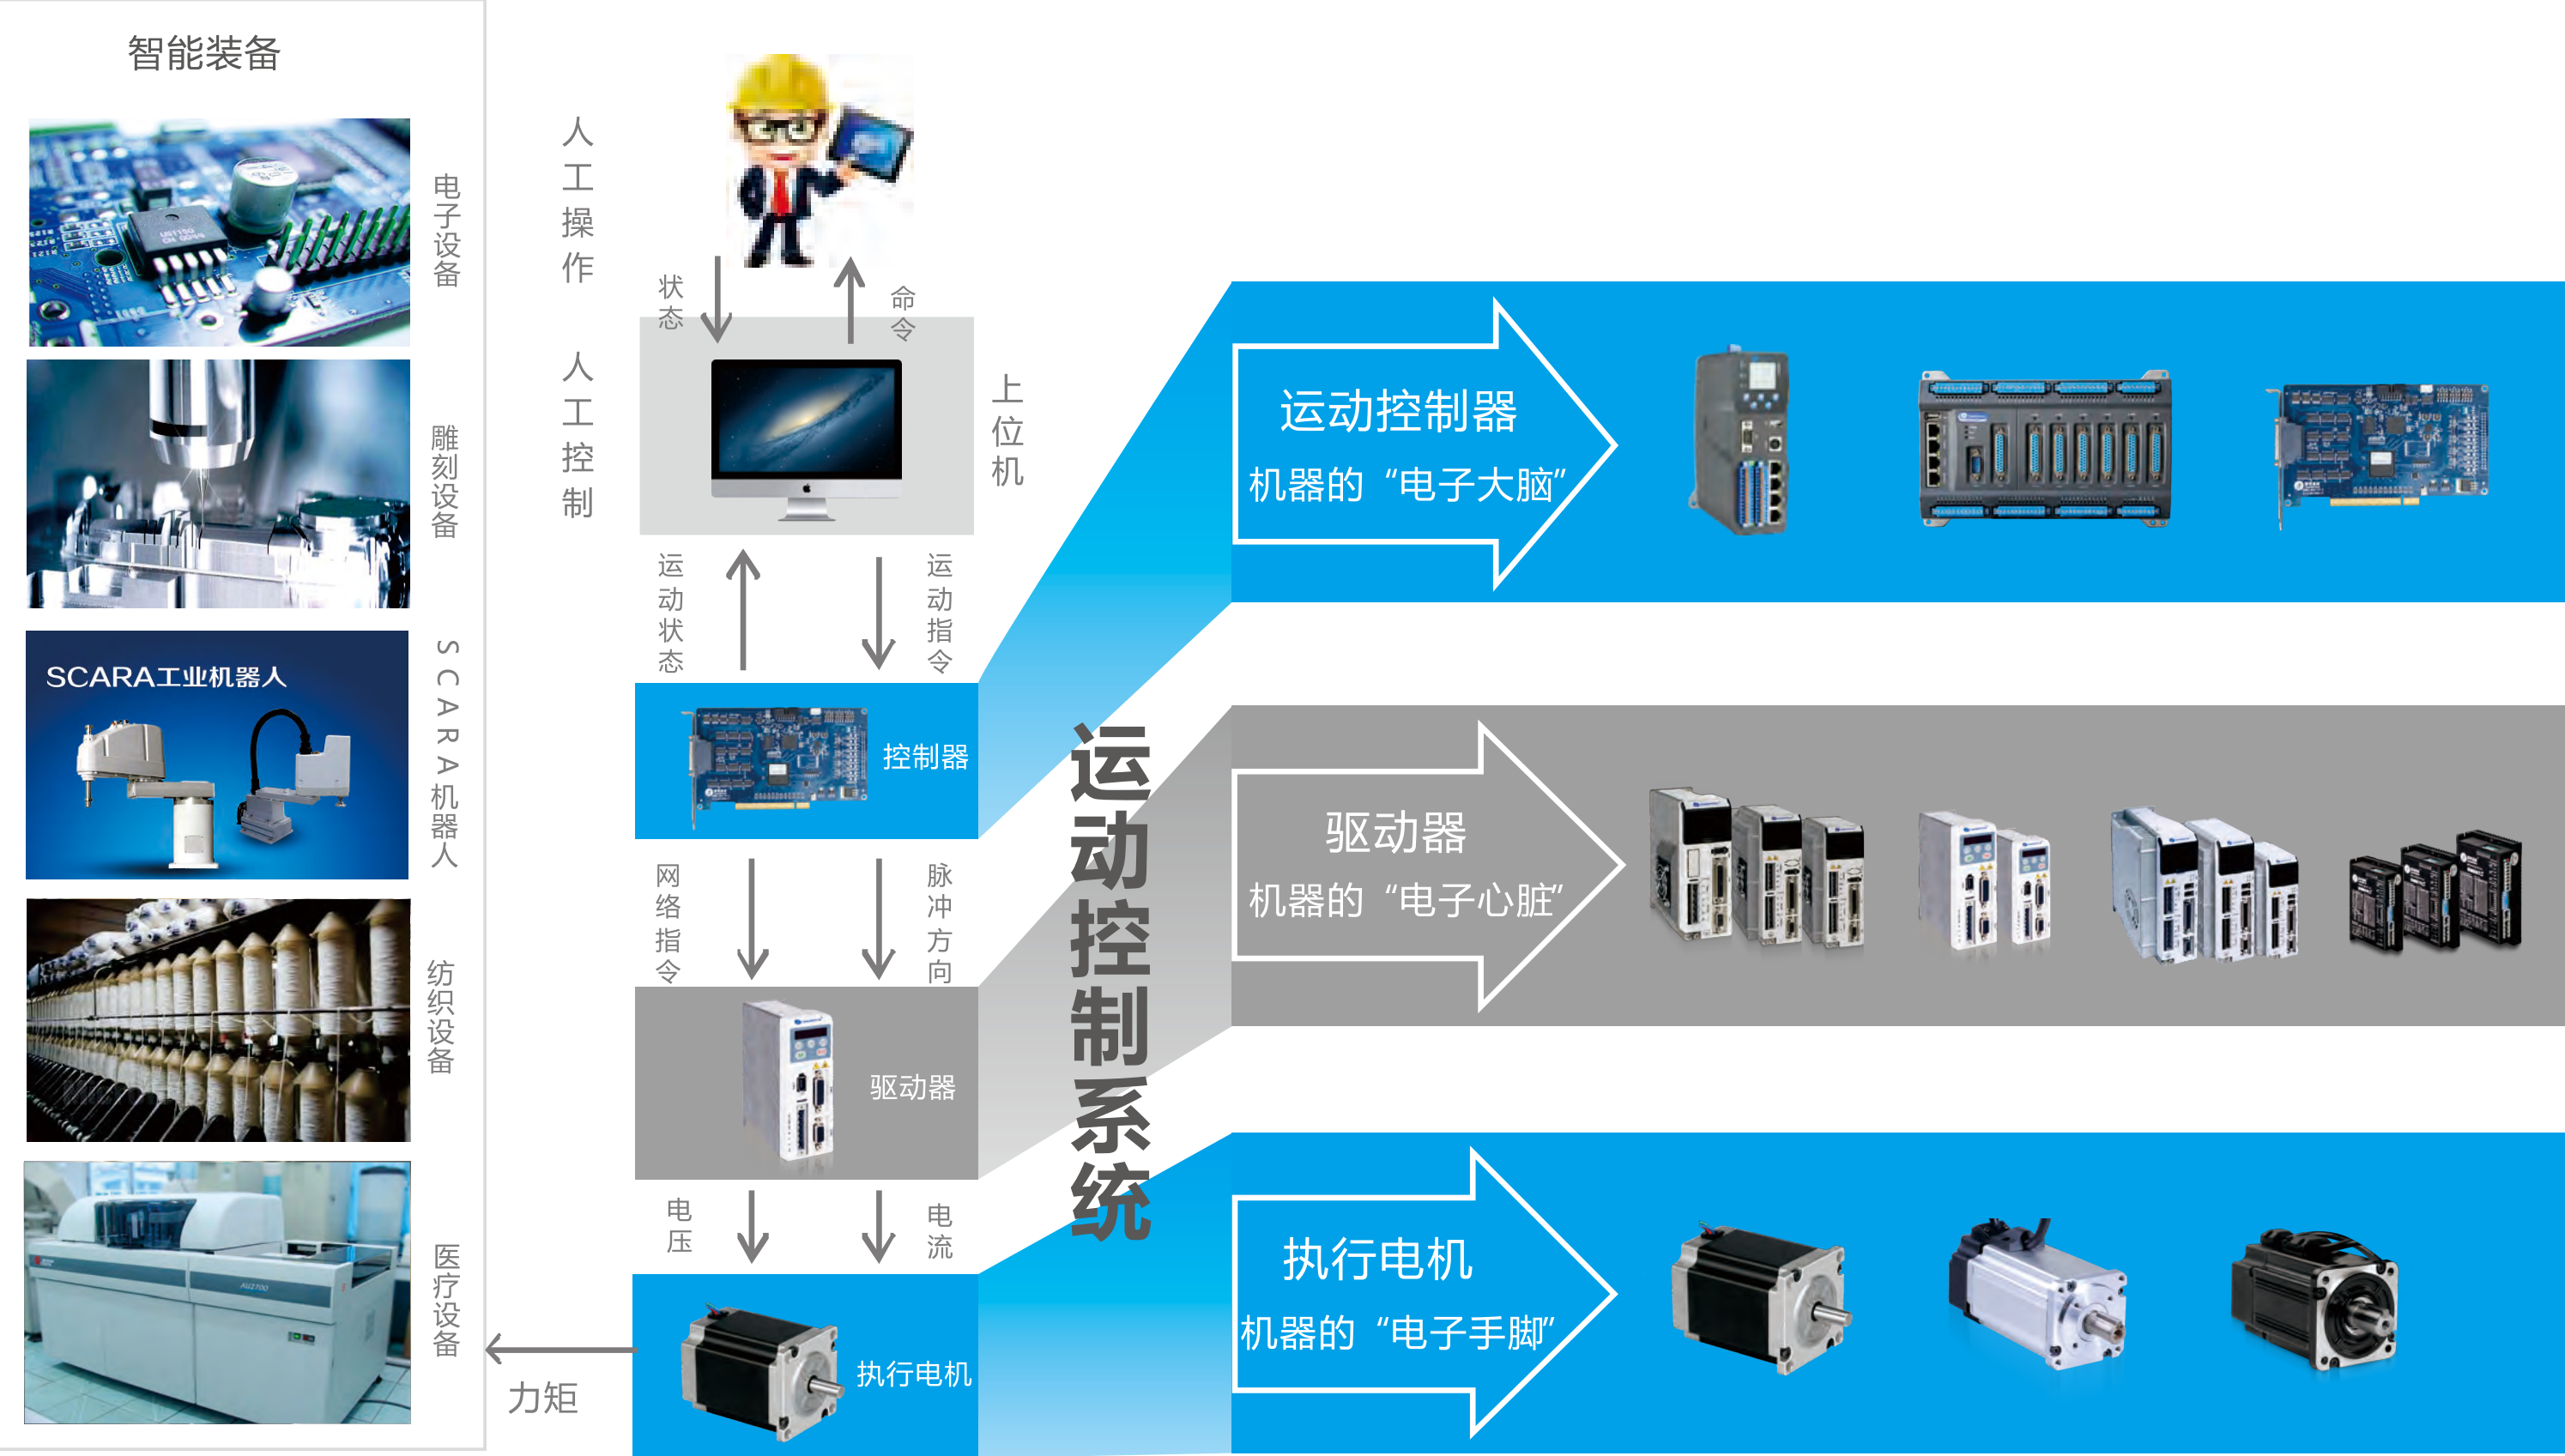 智能装备
电子设备
雕刻设备
SCARA工业机器人
SCARA机器人
纺织设备
AU2700
医疗设备
人工操作
状态
命令
人工控制
上位机
运动状态
运动指令
控制器
网络指令
脉冲方向
驱动器
电压
电流
执行电机
力矩
运动控制系统
运动控制器
机器的“电子大脑”
驱动器
机器的“电子心脏”
执行电机
机器的“电子手脚”